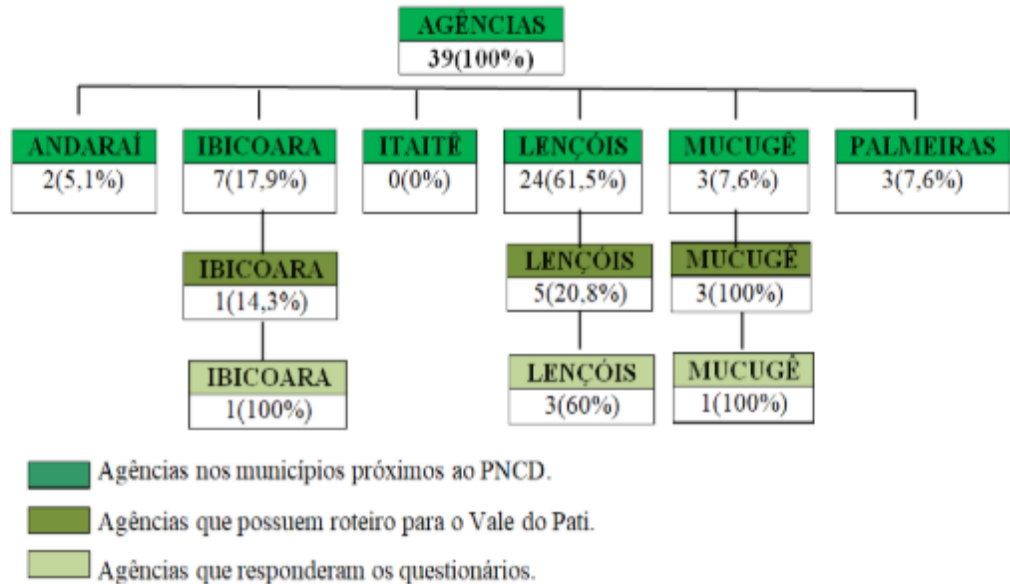 AGÊNCIAS
39(100%)
ANDARAÍ IBICOARA ITAITÊ LENÇÓIS MUCUGÊ PALMEIRAS
2(5,1%) 7(17,9%) 0(0%) 24(61,5%) 3(7,6%) 3(7,6%)
IBICOARA LENÇÓIS MUCUGÊ
1(14,3%) 5(20,8%) 3(100%)
IBICOARA LENÇÓIS MUCUGÊ
1(100%) 3(60%) 1(100%)
Agências nos municípios próximos ao PNCD.
Agências que possuem roteiro para o Vale do Pati.
Agências que responderam os questionários.